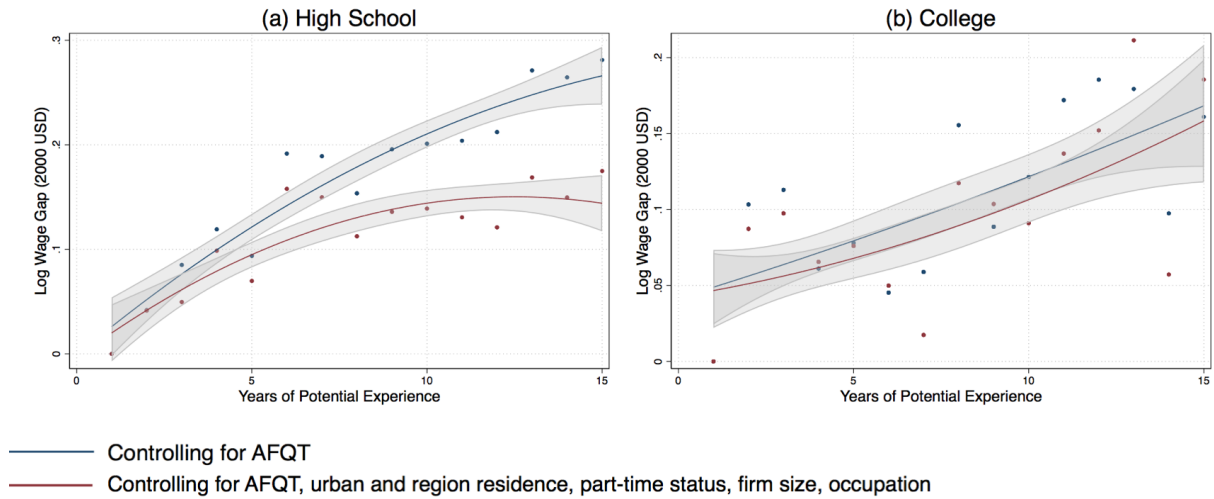 (a) High School
(b) College
Log Wage Gap (2000 USD)
.3
.2
.1
0
0
5
10
15
Years of Potential Experience
Log Wage Gap (2000 USD)
.2
.15
.1
.05
0
0
5
10
15
Years of Potential Experience
Controlling for AFQT
Controlling for AFQT, urban and region residence, part-time status, firm size, occupation